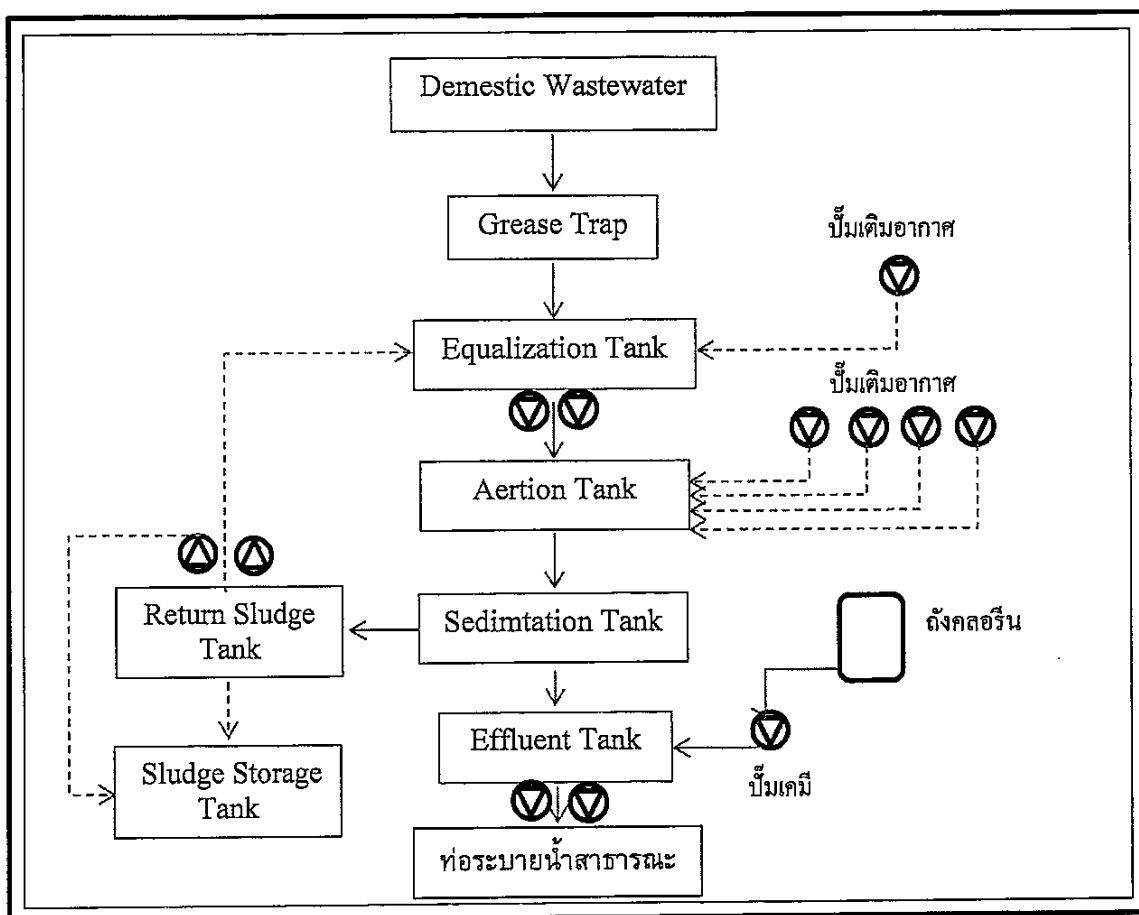 Demestic Wastewater
Grease Trap
ปั๊มเติมอากาศ
Equalization Tank
ปั๊มเติมอากาศ
Aertion Tank
Return Sludge
Tank
Sedimtation Tank
ถังคลอรีน
Effluent Tank
ปั๊มเคมี
Sludge Storage
Tank
ท่อระบายน้ำสาธารณะ